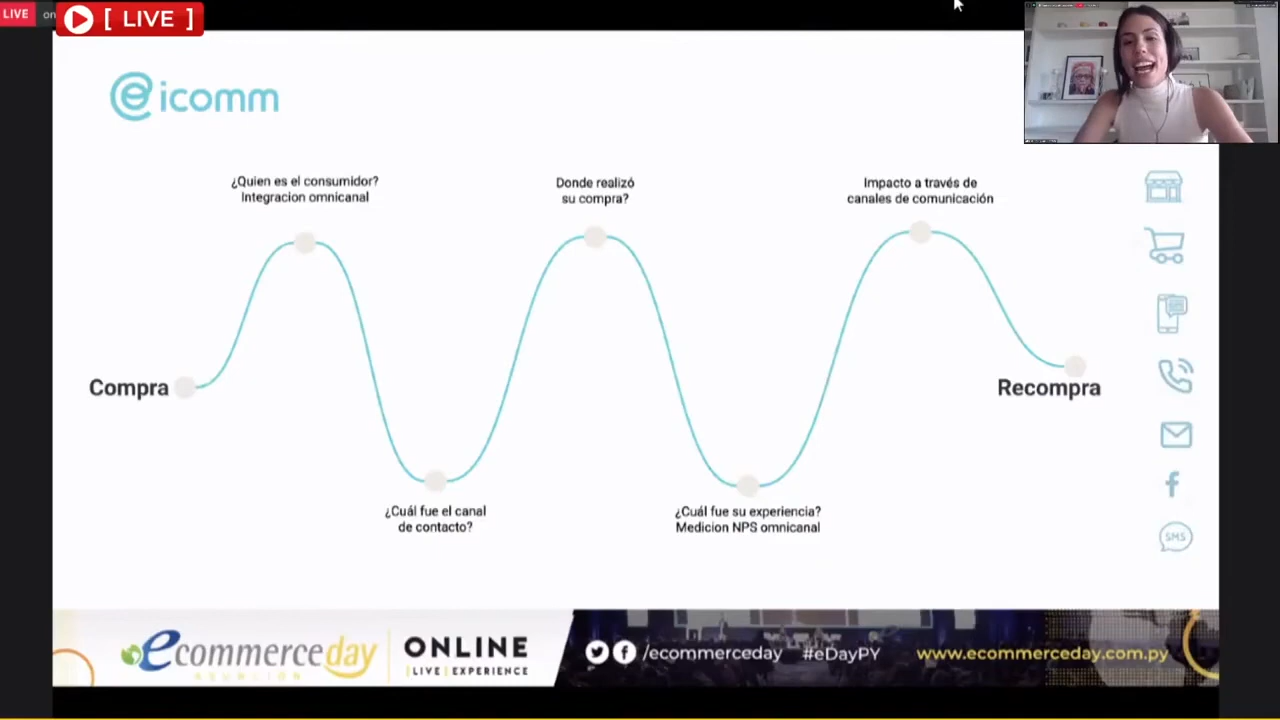 LIVE
on
[ LIVE ]
eicomm
¿Quien es el consumidor?
Integracion omnicanal
Donde realizó
su compra?
Impacto a través de
canales de comunicación
Compra
Recompra
¿Cuál fue el canal
de contacto?
¿Cuál fue su experiencia?
Medicion NPS omnicanal
SMS
ecommerceday
ONLINE
[LIVE] EXPERIENCE
/ecommerceday
#eDayPY
www.ecommerceday.com.py